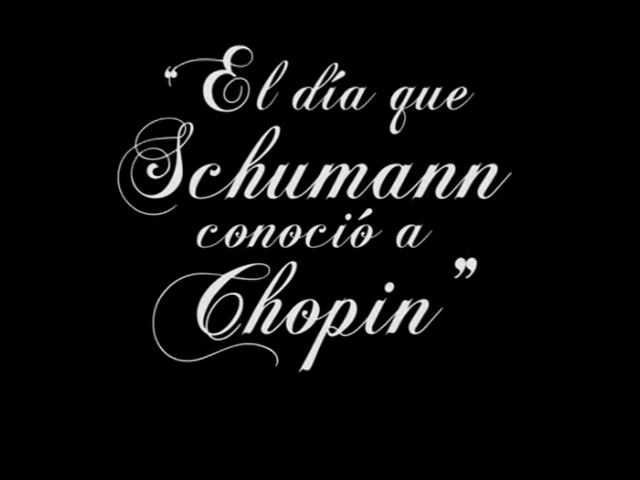 “El día que
Schumann
conoció a
Chopin”